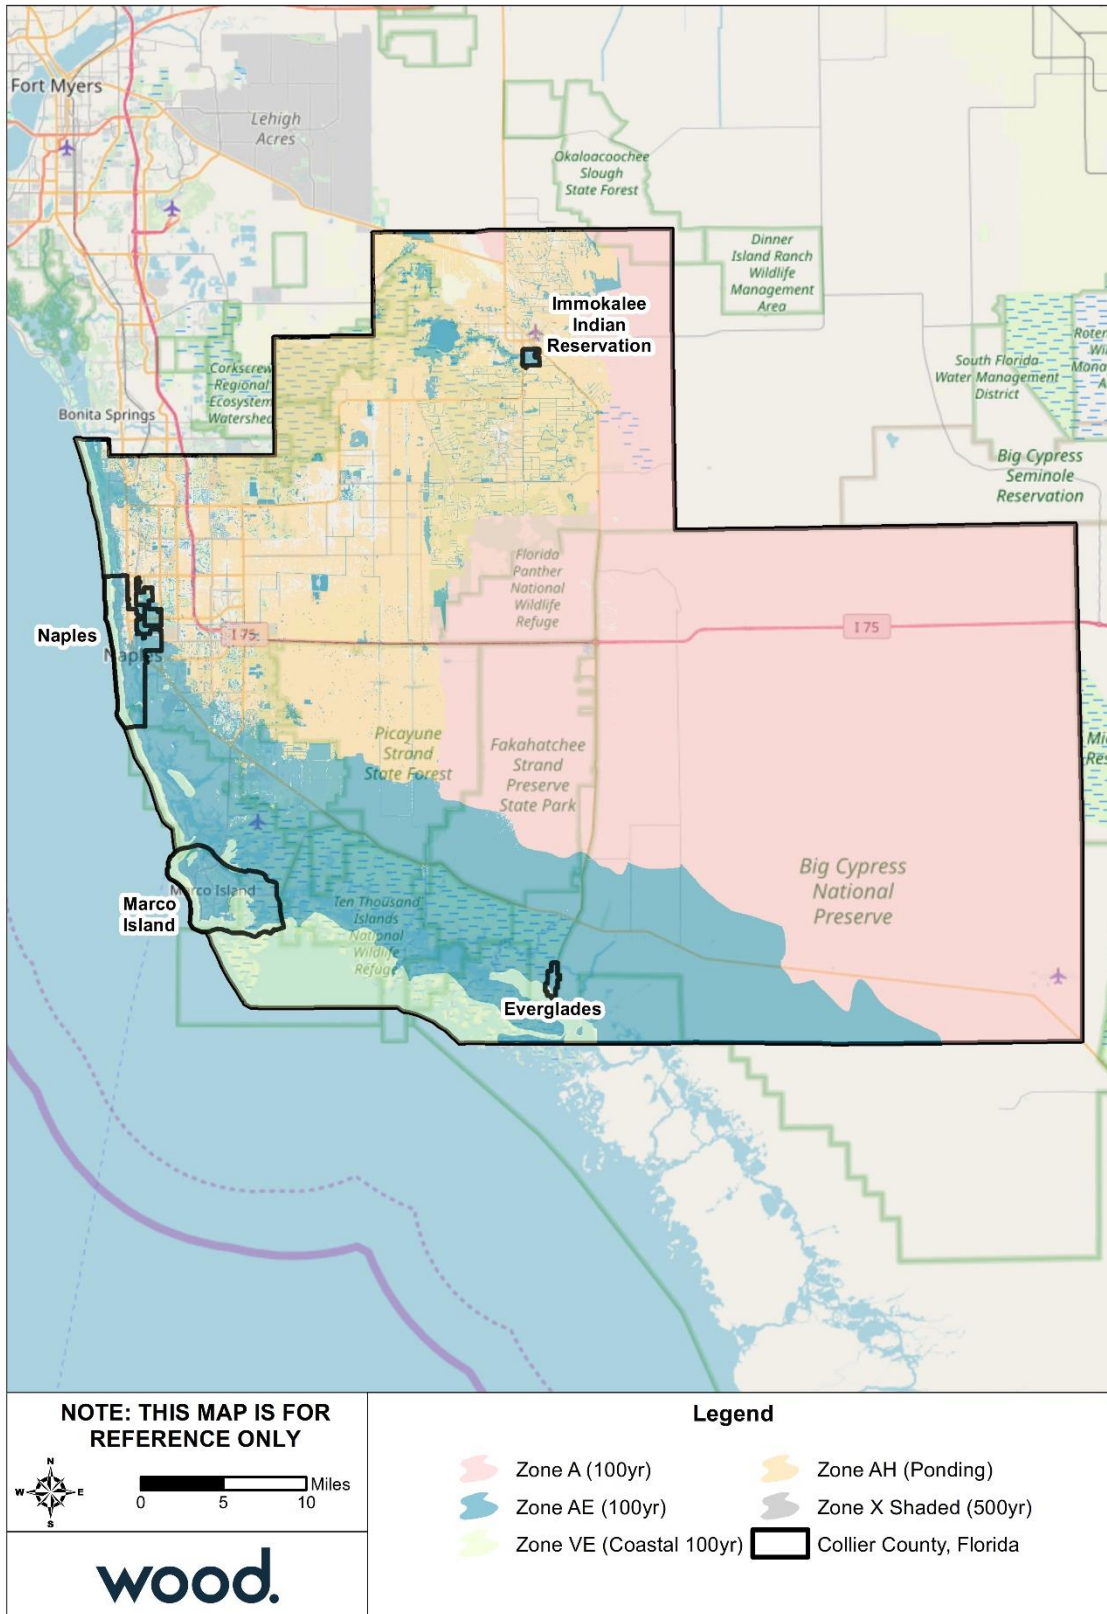 Fort Myers
Lehigh
Acres
Okaloacoochee
Slough
State Forest
Dinner
Island Ranch
Wildlife
Management
Area
Immokalee
Indian
Reservation
Corkscrew
Regional
Ecosystem
Watershed
Bonita Springs
South Florida
Water Management
District
Big Cypress
Seminole
Reservation
Florida
Panther
National
Wildlife
Refuge
I 75
I 75
Naples
Naples
Picayune
Strand
State Forest
Fakahatchee
Strand
Preserve
State Park
Big Cypress
National
Preserve
Marco Island
Marco
Island
Ten Thousand
Islands
National
Wildlife
Refuge
Everglades
NOTE: THIS MAP IS FOR
REFERENCE ONLY
N
W E
S
Miles
0 5 10
wood.
Legend
Zone A (100yr)
Zone AE (100yr)
Zone VE (Coastal 100yr)
Zone AH (Ponding)
Zone X Shaded (500yr)
Collier County, Florida